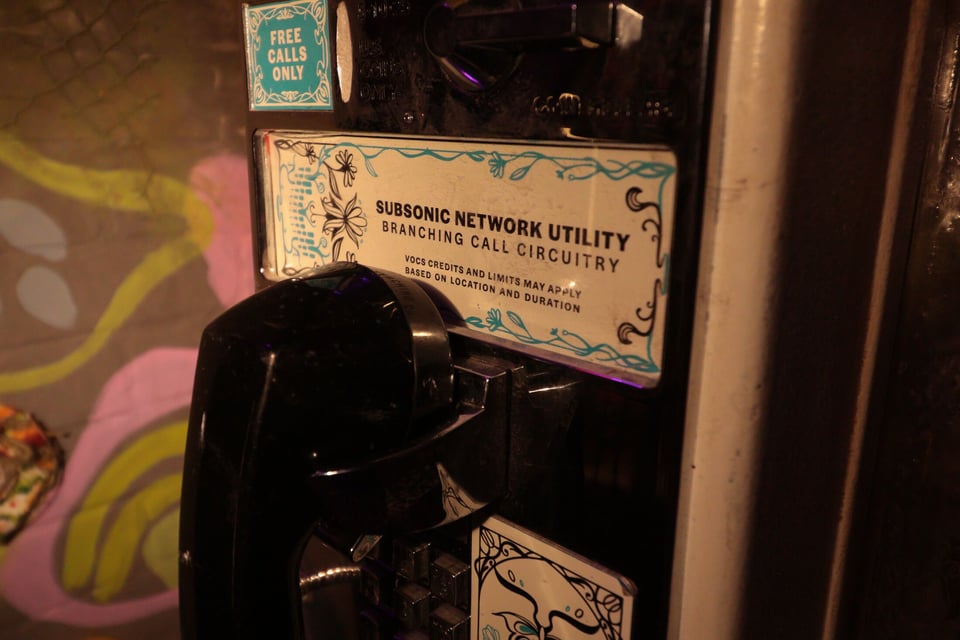 FREE
CALLS
ONLY
SUBSONIC NETWORK UTILITY
BRANCHING CALL CIRCUITRY
VOCS CREDITS AND LIMITS MAY APPLY
BASED ON LOCATION AND DURATION